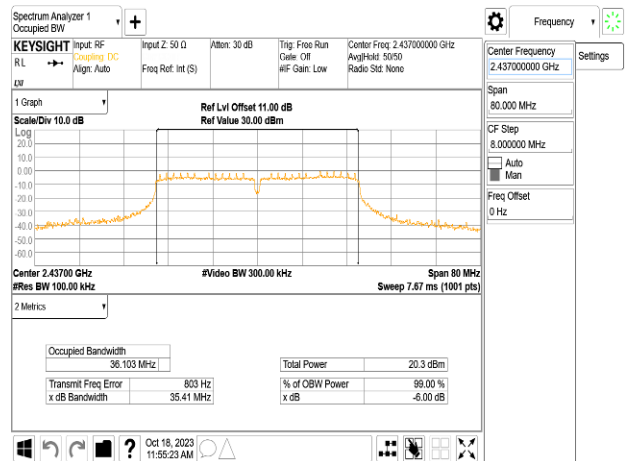 Spectrum Analyzer 1
Occupied BW
+
Frequency
KEYSIGHT
RL
Input: RF
Coupling: DC
Align: Auto
Input Z: 50 Ω
Freq Ref: Int (S)
Atten: 30 dB
Trig: Free Run
Gate: Off
#IF Gain: Low
Center Freq: 2.437000000 GHz
Avg|Hold: 50/50
Radio Std: None
Center Frequency
2.437000000 GHz
Settings
Span
80.000 MHz
CF Step
8.000000 MHz
Auto
Man
Freq Offset
0 Hz
1 Graph
Scale/Div 10.0 dB
Ref Lvl Offset 11.00 dB
Ref Value 30.00 dBm
Log
20.0
10.0
0.00
-10.0
-20.0
-30.0
-40.0
-50.0
-60.0
Center 2.43700 GHz
#Res BW 100.00 kHz
#Video BW 300.00 kHz
Span 80 MHz
Sweep 7.67 ms (1001 pts)
2 Metrics
Occupied Bandwidth
36.103 MHz
Transmit Freq Error 803 Hz
x dB Bandwidth 35.41 MHz
Total Power 20.3 dBm
% of OBW Power 99.00 %
x dB -6.00 dB
?
Oct 18, 2023
11:55:23 AM